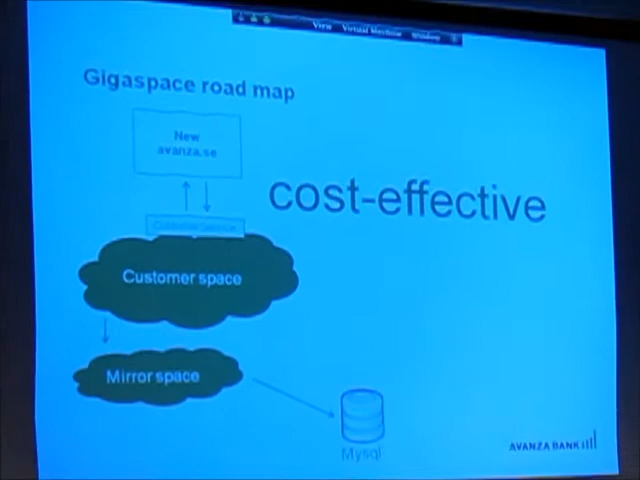 View Virtual Machine Window
Gigaspace road map
New
avanza.se
cost-effective
Customer space
Mirror space
Mysql
AVANZA BANK